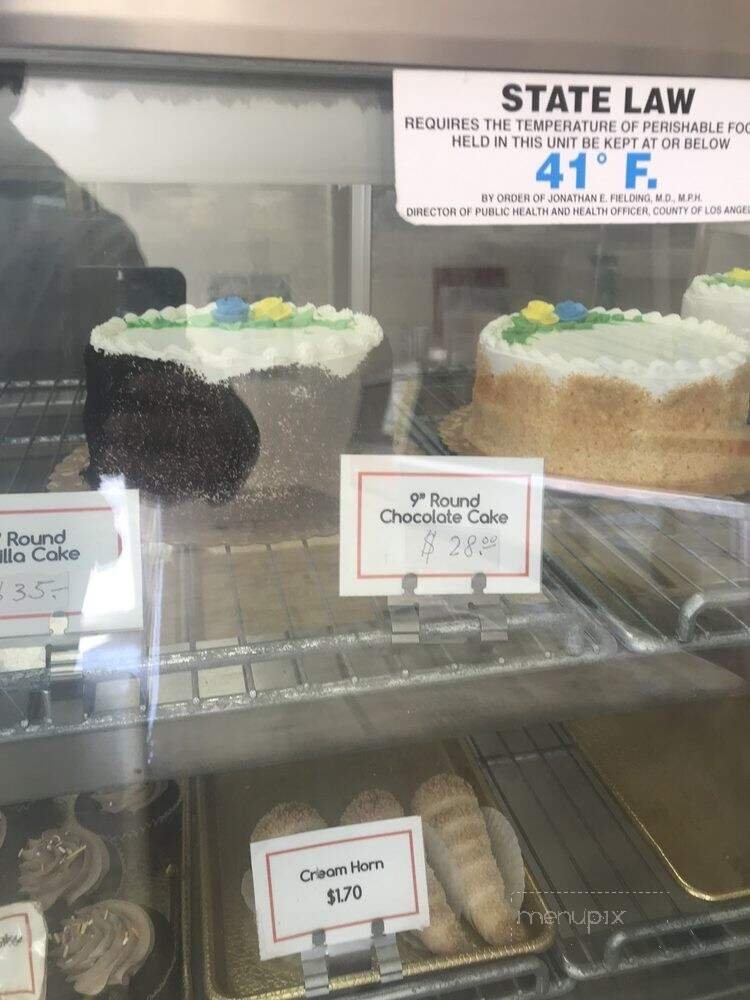 STATE LAW
REQUIRES THE TEMPERATURE OF PERISHABLE FOO
HELD IN THIS UNIT BE KEPT AT OR BELOW
41° F.
BY ORDER OF JONATHAN E. FIELDING, M.D., M.P.H.
DIRECTOR OF PUBLIC HEALTH AND HEALTH OFFICER, COUNTY OF LOS ANGE
9" Round
Chocolate Cake
$ 28.00
" Round
illa Cake
$35.-
Cream Horn
$1.70
menupix